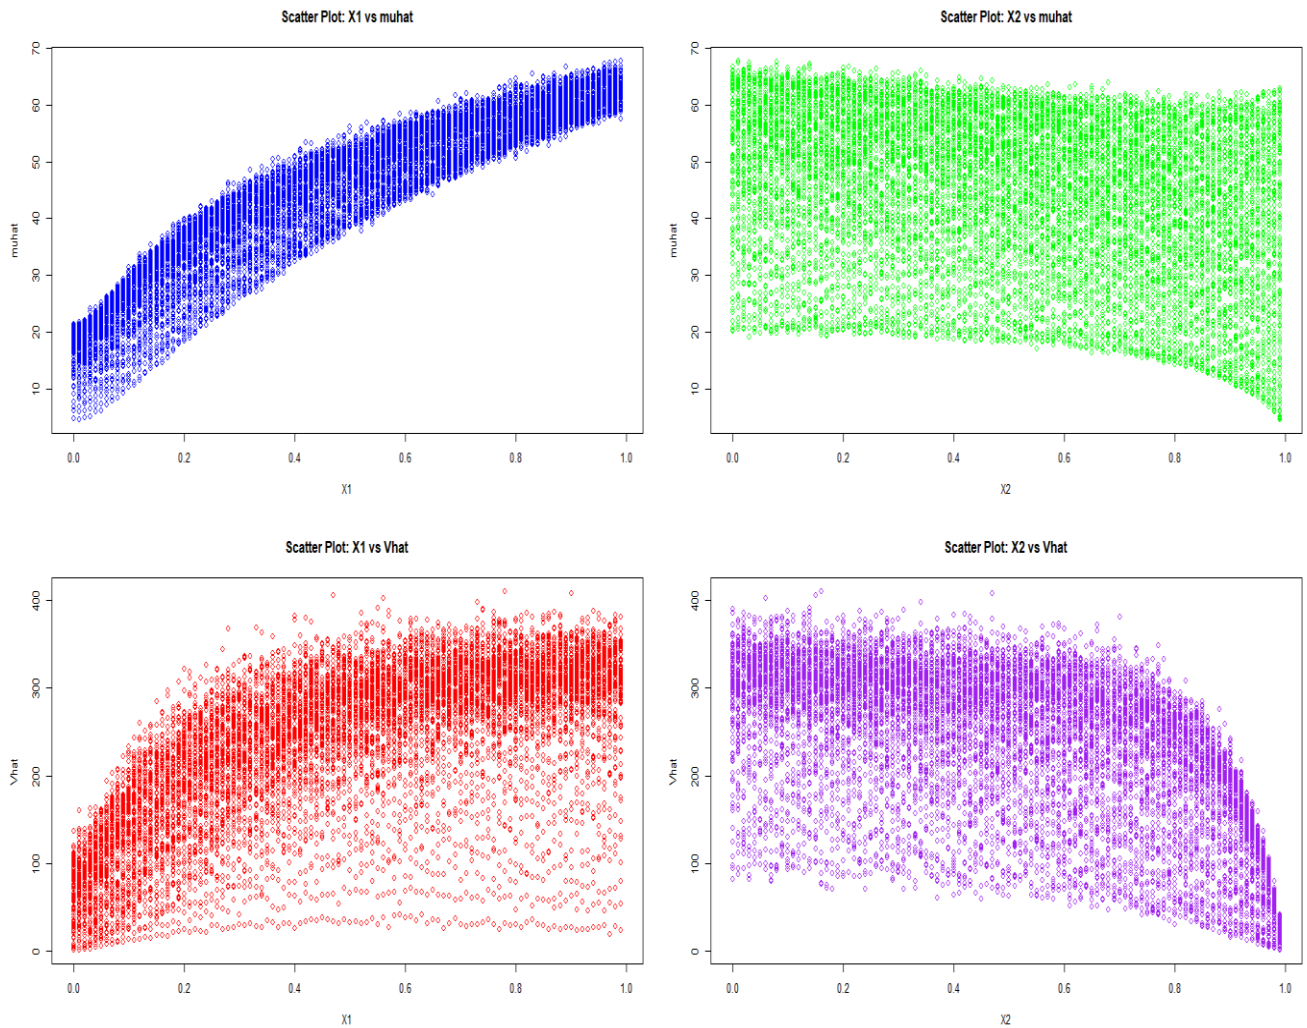 Scatter Plot: X1 vs muhat
70
60
50
40
30
20
10
muhat
0.0 0.2 0.4 0.6 0.8 1.0
X1
Scatter Plot: X2 vs muhat
70
60
50
40
30
20
10
muhat
0.0 0.2 0.4 0.6 0.8 1.0
X2
Scatter Plot: X1 vs Vhat
400
300
200
100
0
Vhat
0.0 0.2 0.4 0.6 0.8 1.0
X1
Scatter Plot: X2 vs Vhat
400
300
200
100
0
Vhat
0.0 0.2 0.4 0.6 0.8 1.0
X2